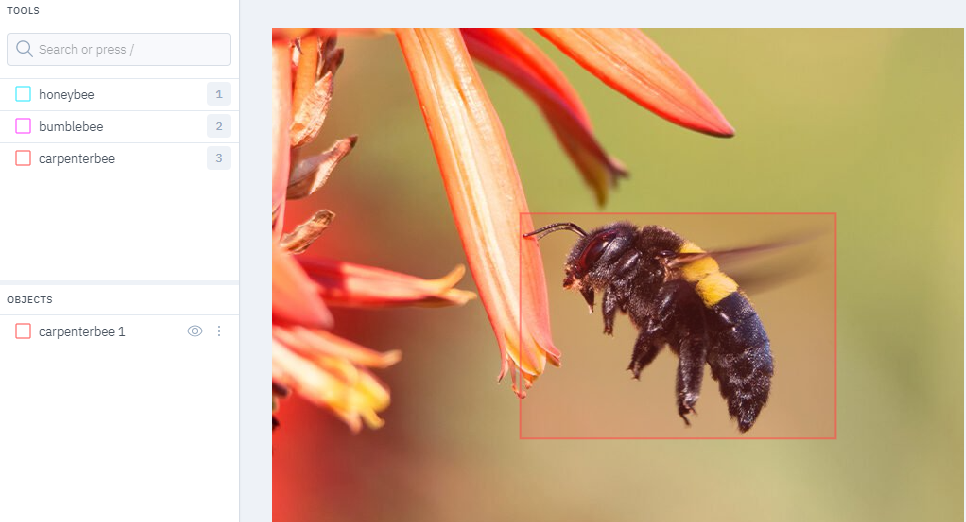 TOOLS
Search or press /
honeybee 1
bumblebee 2
carpenterbee 3
OBJECTS
carpenterbee 1